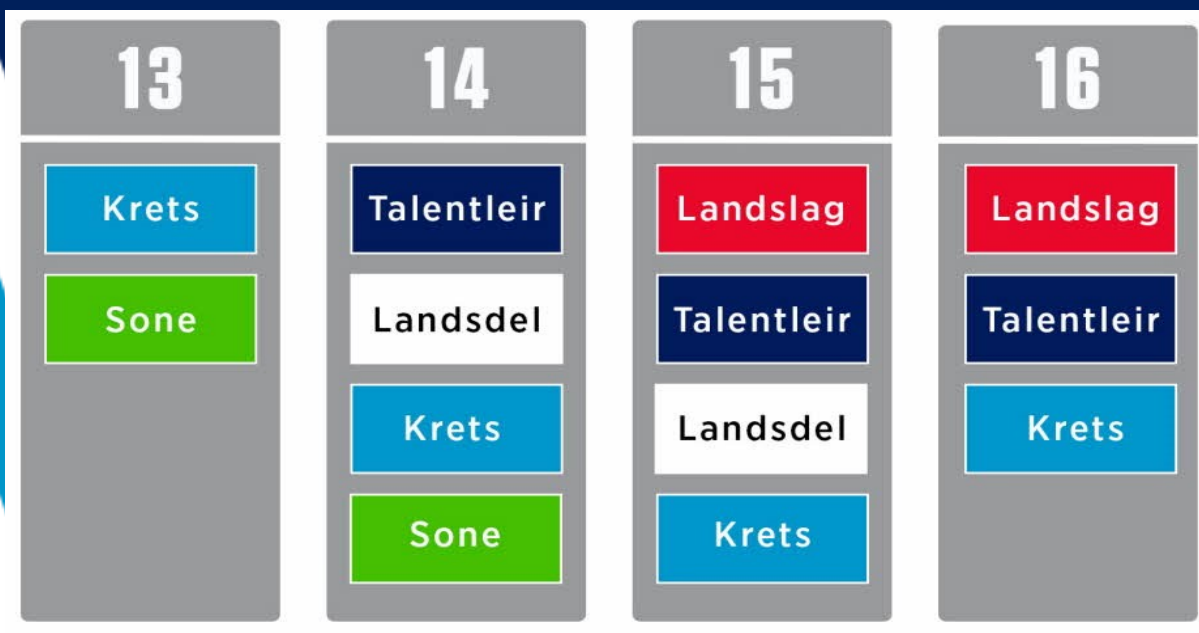 13
Krets
Sone
14
Talentleir
Landsdel
Krets
Sone
15
Landslag
Talentleir
Landsdel
Krets
16
Landslag
Talentleir
Krets